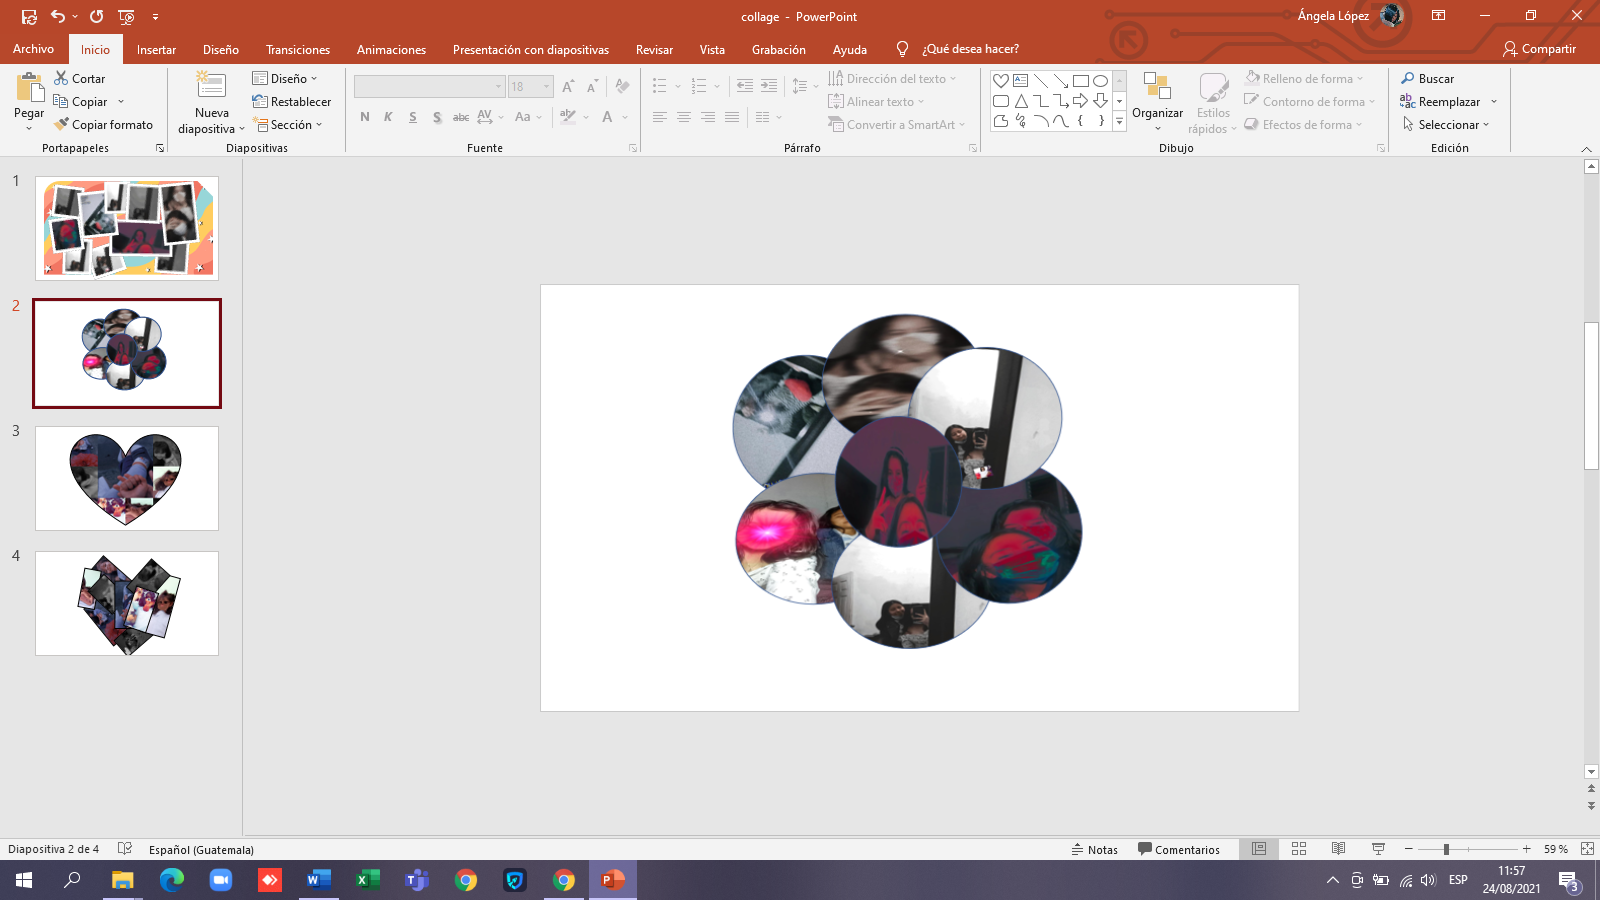 collage - PowerPoint
Ángela López
Archivo Inicio Insertar Diseño Transiciones Animaciones Presentación con diapositivas Revisar Vista Grabación Ayuda ¿Qué desea hacer? Compartir
Pegar
Cortar
Copiar
Copiar formato
Portapapeles
Nueva
diapositiva
Diseño
Restablecer
Sección
Diapositivas
18
N K S abc AV Aa ab A
Fuente
Dirección del texto
Alinear texto
Convertir a SmartArt
Párrafo
Organizar
Estilos
rápidos
Relleno de forma
Contorno de forma
Efectos de forma
Dibujo
Buscar
Reemplazar
Seleccionar
Edición
1
2
3
4
Diapositiva 2 de 4 Español (Guatemala) Notas Comentarios 59 %
ESP
11:57
24/08/2021
3